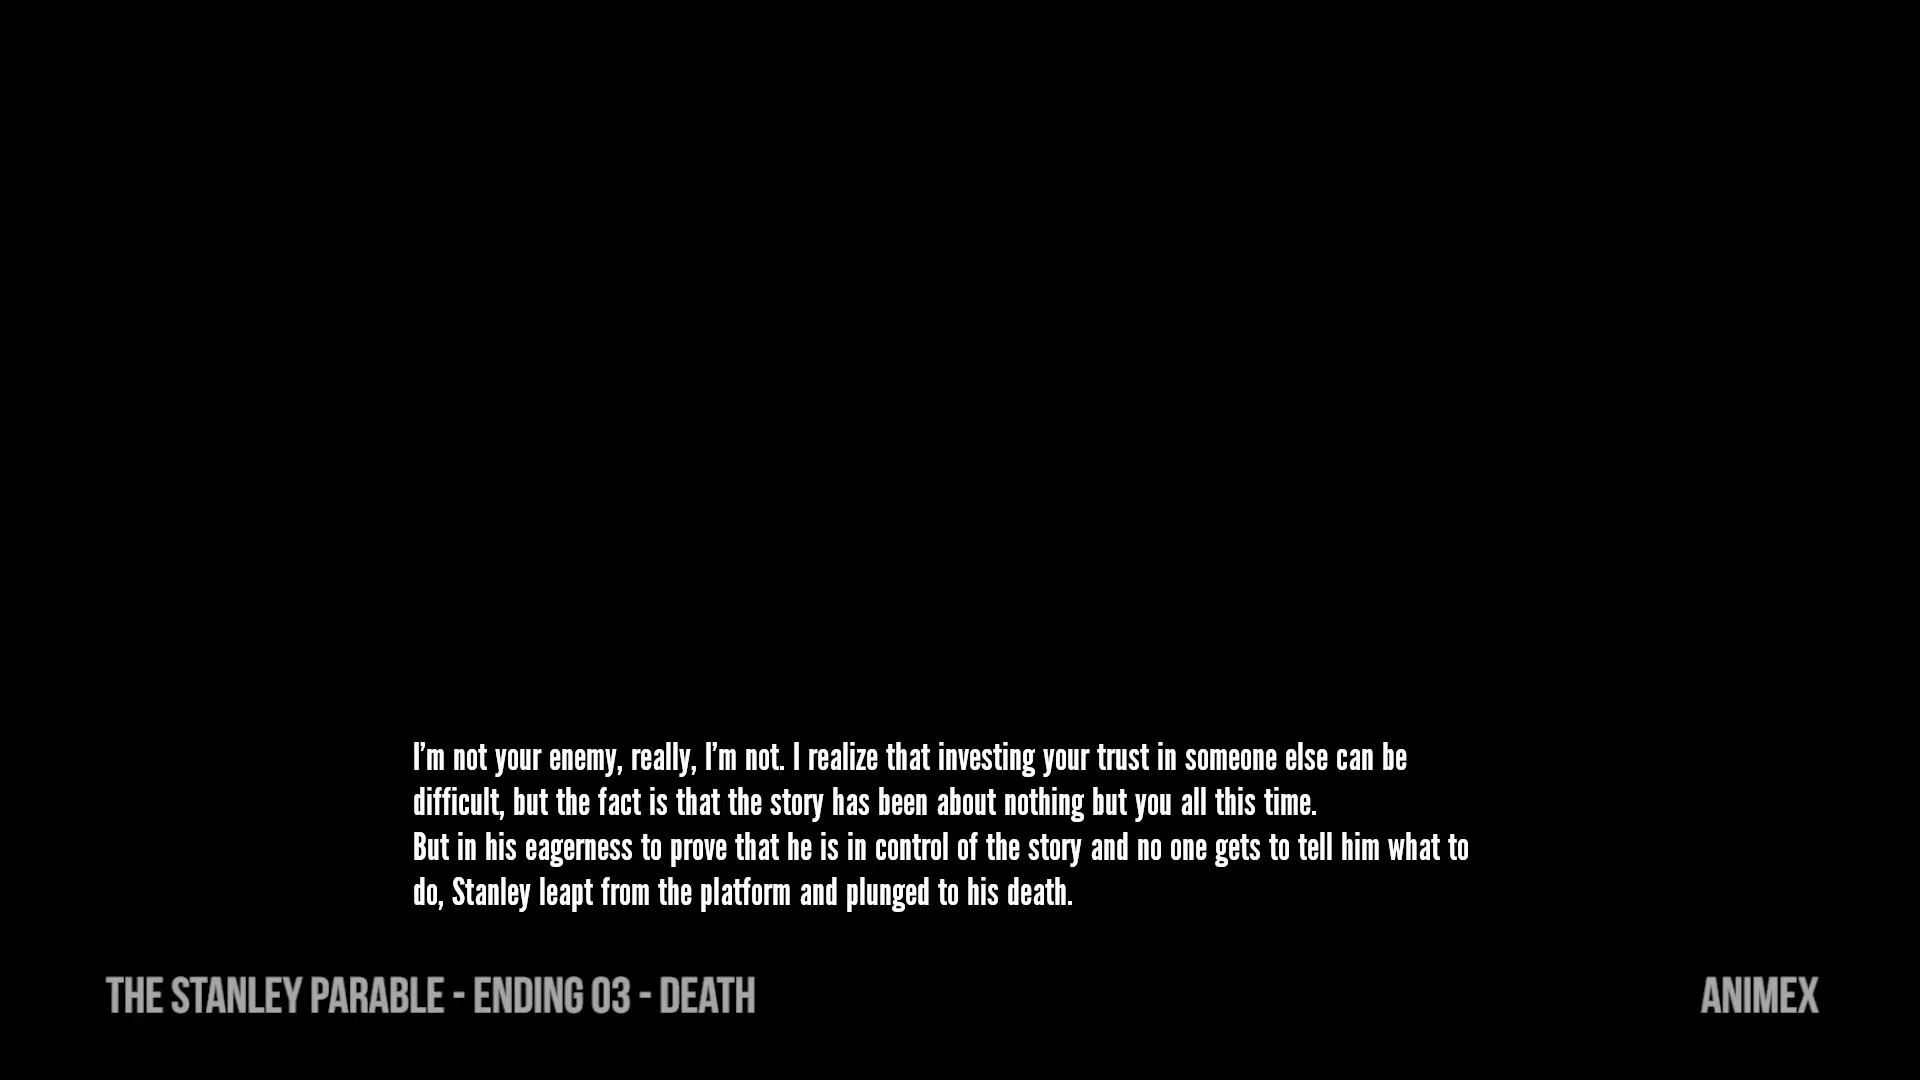 I’m not your enemy, really, I’m not. I realize that investing your trust in someone else can be
difficult, but the fact is that the story has been about nothing but you all this time.
But in his eagerness to prove that he is in control of the story and no one gets to tell him what to
do, Stanley leapt from the platform and plunged to his death.
THE STANLEY PARABLE - ENDING 03 - DEATH
ANIMEX